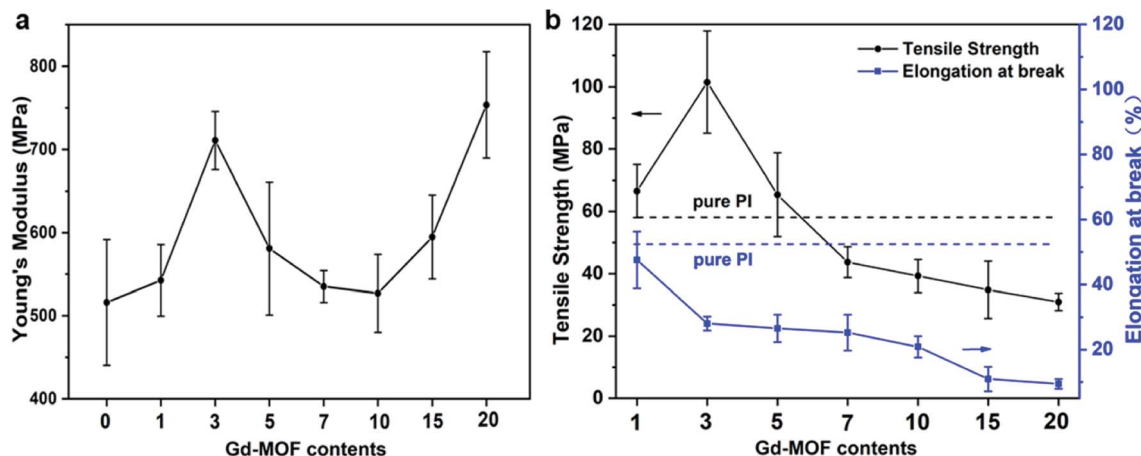 a
Young's Modulus (MPa)
800
700
600
500
400
0 1 3 5 7 10 15 20
Gd-MOF contents
b
Tensile Strength (MPa)
120
100
80
60
40
20
0
Tensile Strength
Elongation at break
pure PI
pure PI
1 3 5 7 10 15 20
Gd-MOF contents
120
100
80
60
40
20
Elongation at break (%)